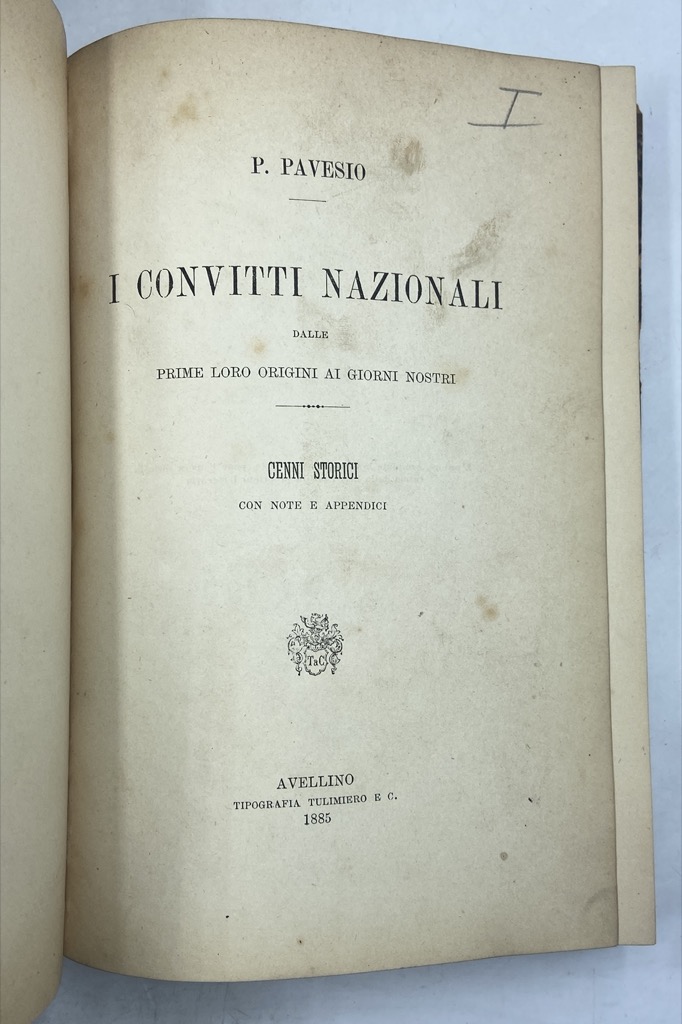 I
P. PAVESIO
I CONVITTI NAZIONALI
DALLE
PRIME LORO ORIGINI AI GIORNI NOSTRI
CENNI STORICI
CON NOTE E APPENDICI
TaC
AVELLINO
TIPOGRAFIA TULIMIERO E C.
1885